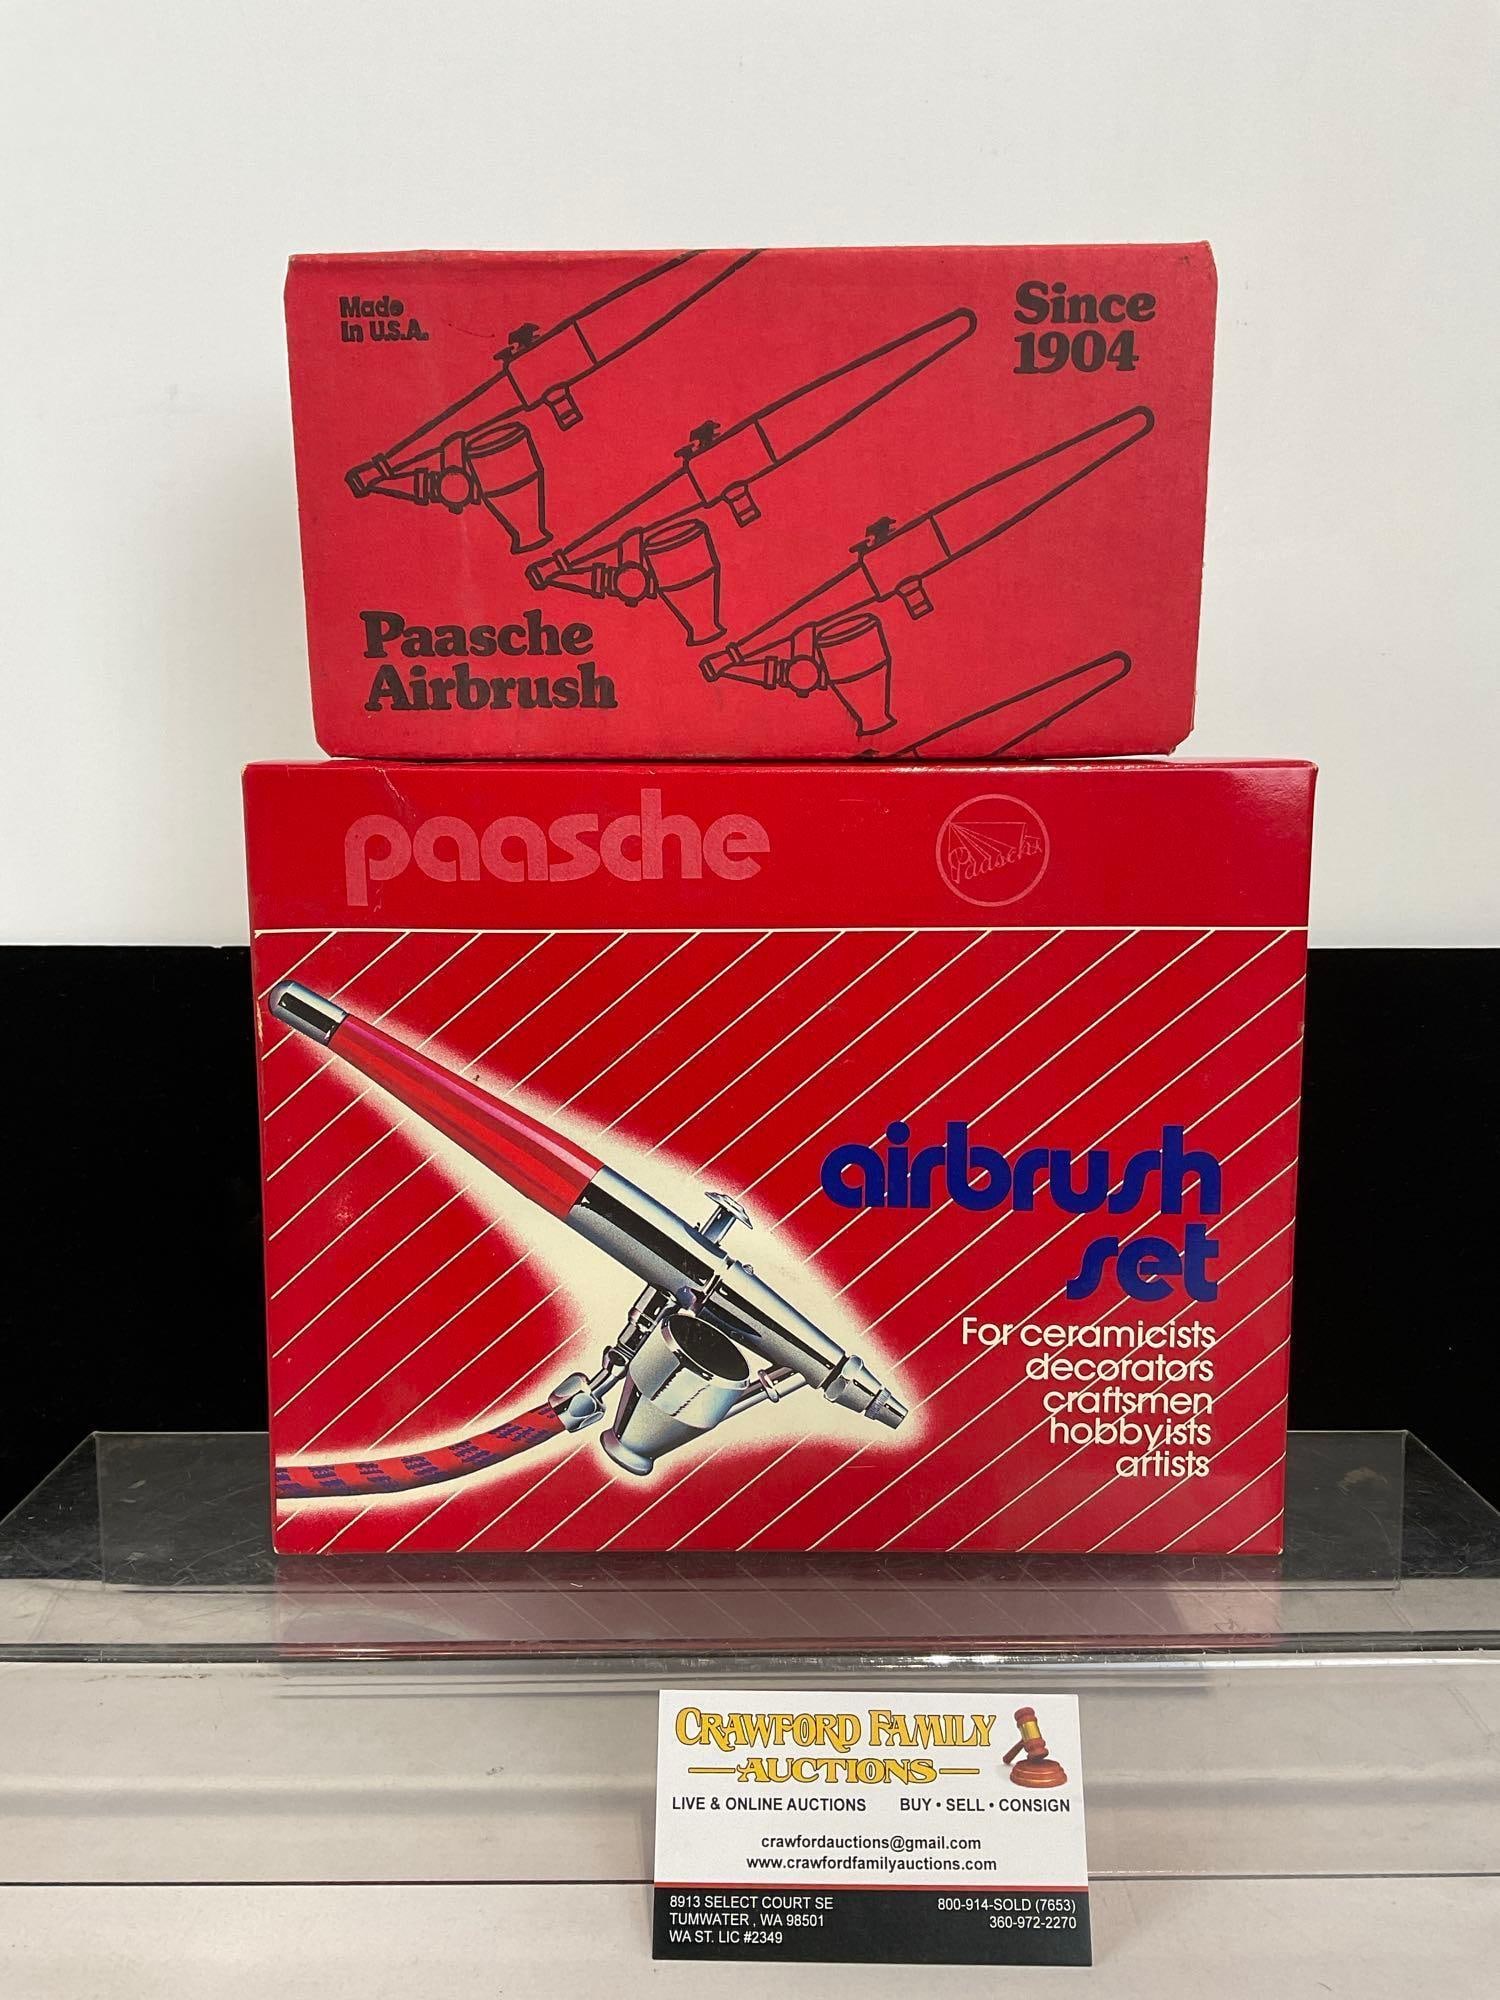 Made
In U.S.A.
Since
1904
Paasche
Airbrush
paasche
Paasche
airbrush
set
For ceramicists
decorators
craftsmen
hobbyists
artists
CRAWFORD FAMILY
AUCTIONS
LIVE & ONLINE AUCTIONS BUY • SELL • CONSIGN
crawfordauctions@gmail.com
www.crawfordfamilyauctions.com
8913 SELECT COURT SE 800-914-SOLD (7653)
TUMWATER , WA 98501 360-972-2270
WA ST. LIC #2349